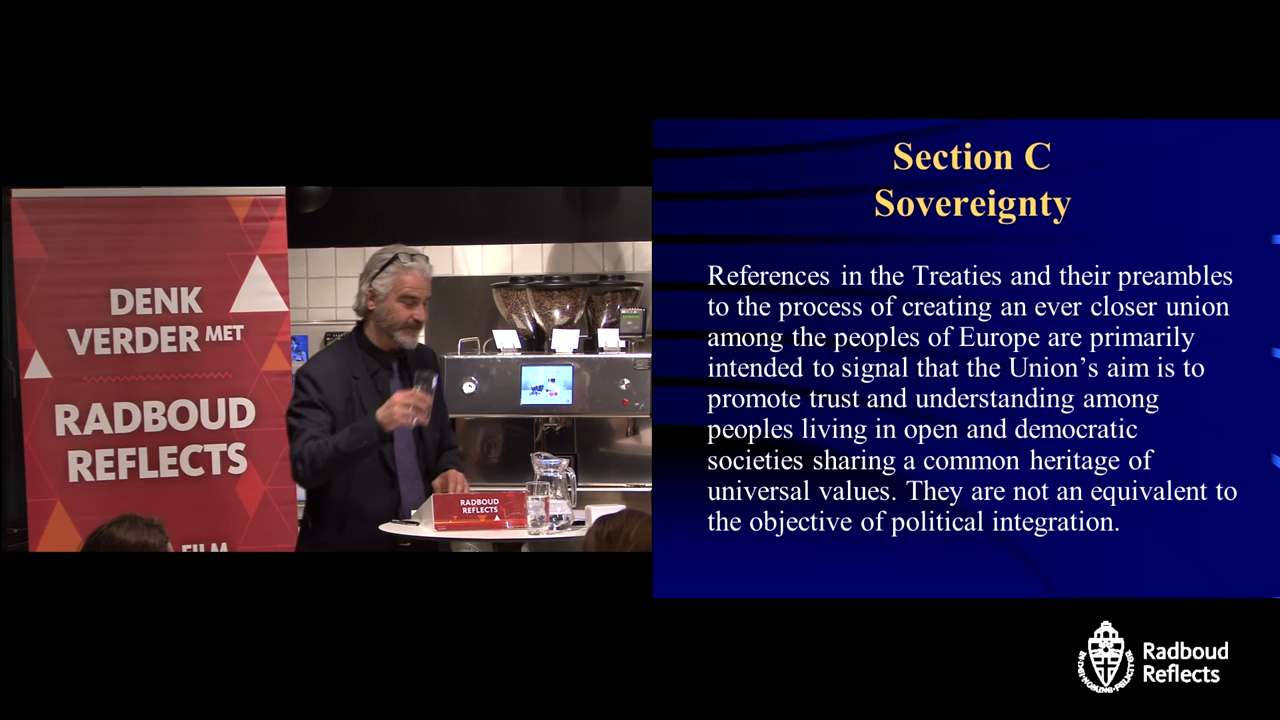 DENK
VERDER MET
RADBOUD
REFLECTS
FILM
RADBOUD
REFLECTS
Section C
Sovereignty
References in the Treaties and their preambles
to the process of creating an ever closer union
among the peoples of Europe are primarily
intended to signal that the Union’s aim is to
promote trust and understanding among
peoples living in open and democratic
societies sharing a common heritage of
universal values. They are not an equivalent to
the objective of political integration.
Radboud
Reflects